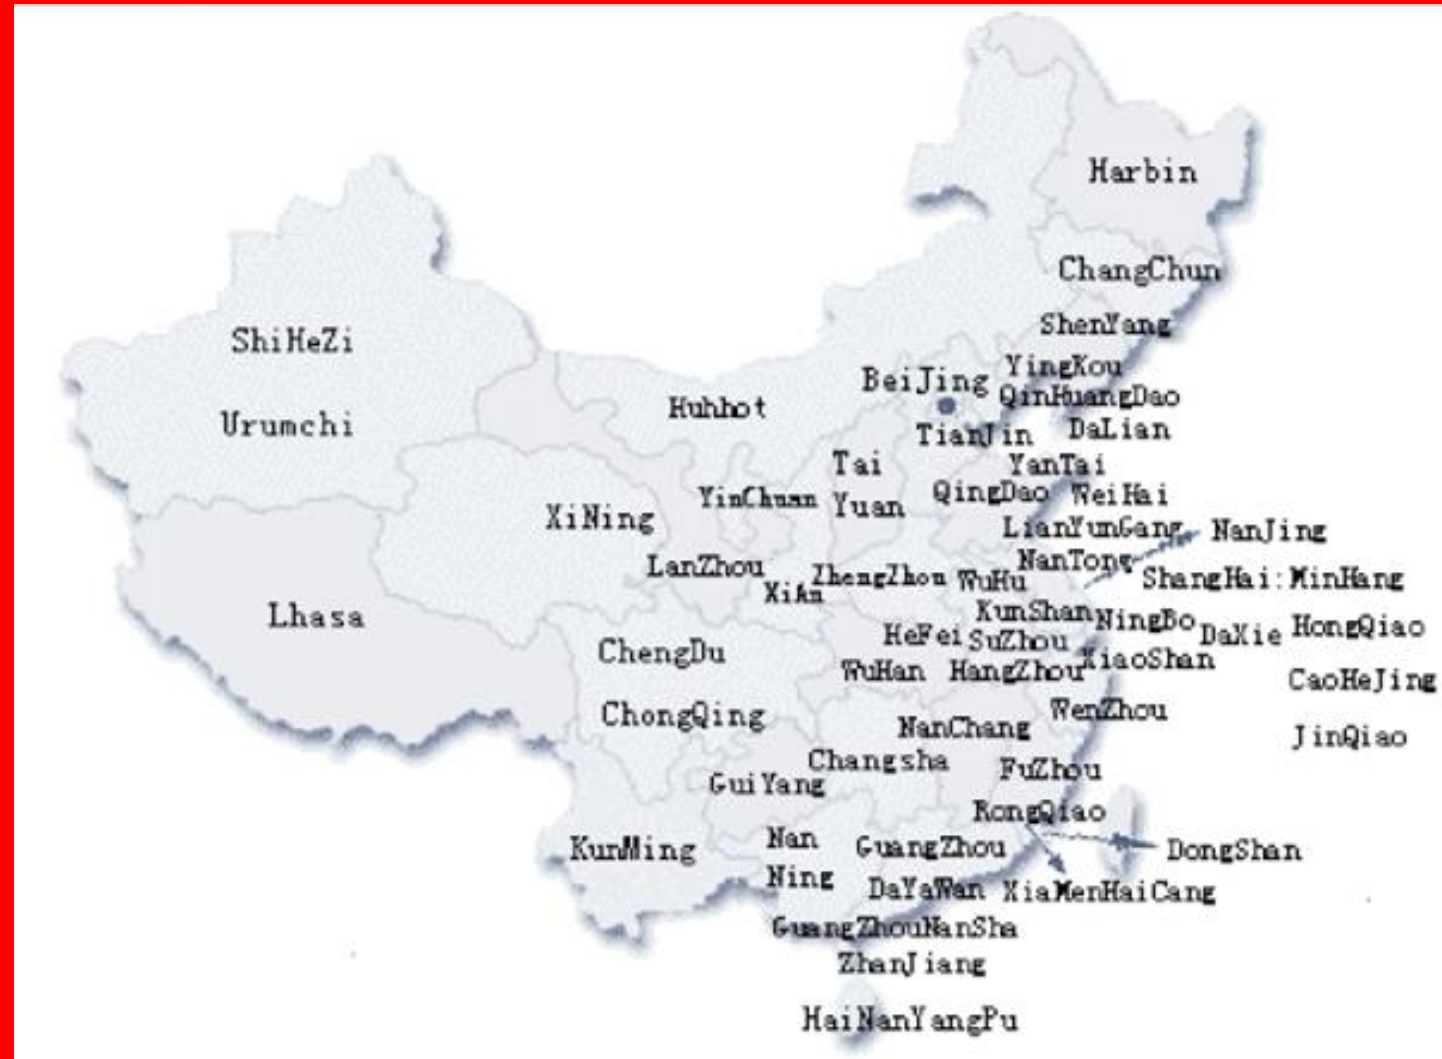 Harbin
ChangChun
ShenYang
ShiHeZi
YingKou
BeiJing
QinHuangDao
Huhhot
Urumchi
TianJin
DaLian
Tai
YanTai
YinChuan
Yuan
QingDao
WeiHai
XiNing
LianYunGang
NanJing
LanZhou
NanTong
XiAn
ZhengZhou
WuHu
ShangHai:MinHang
Lhasa
KunShan
NingBo
DaXie
HongQiao
HeFei
SuZhou
ChengDu
WuHan
HangZhou
XiaoShan
CaoHeJing
ChongQing
NanChang
WenZhou
JinQiao
Changsha
FuZhou
GuiYang
RongQiao
KunMing
Nan
GuangZhou
DongShan
Ning
DaYaWan
XiaMenHaiCang
GuangZhouNanSha
ZhanJiang
HaiNanYangPu